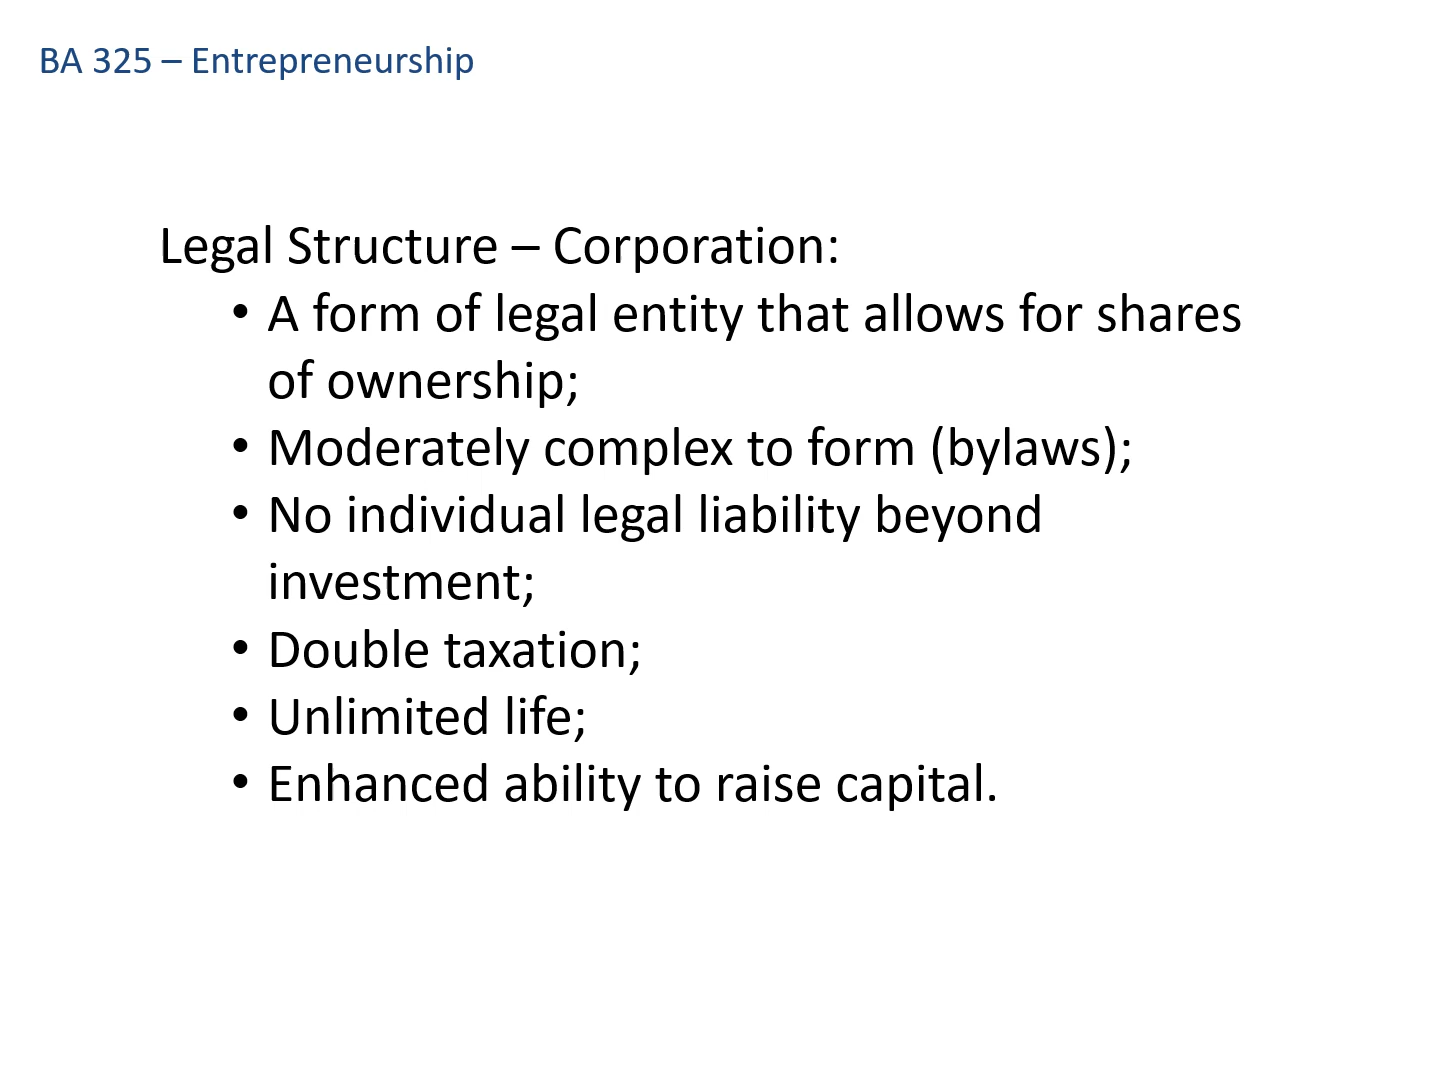 BA 325 – Entrepreneurship
Legal Structure – Corporation:
• A form of legal entity that allows for shares
of ownership;
• Moderately complex to form (bylaws);
• No individual legal liability beyond
investment;
• Double taxation;
• Unlimited life;
• Enhanced ability to raise capital.